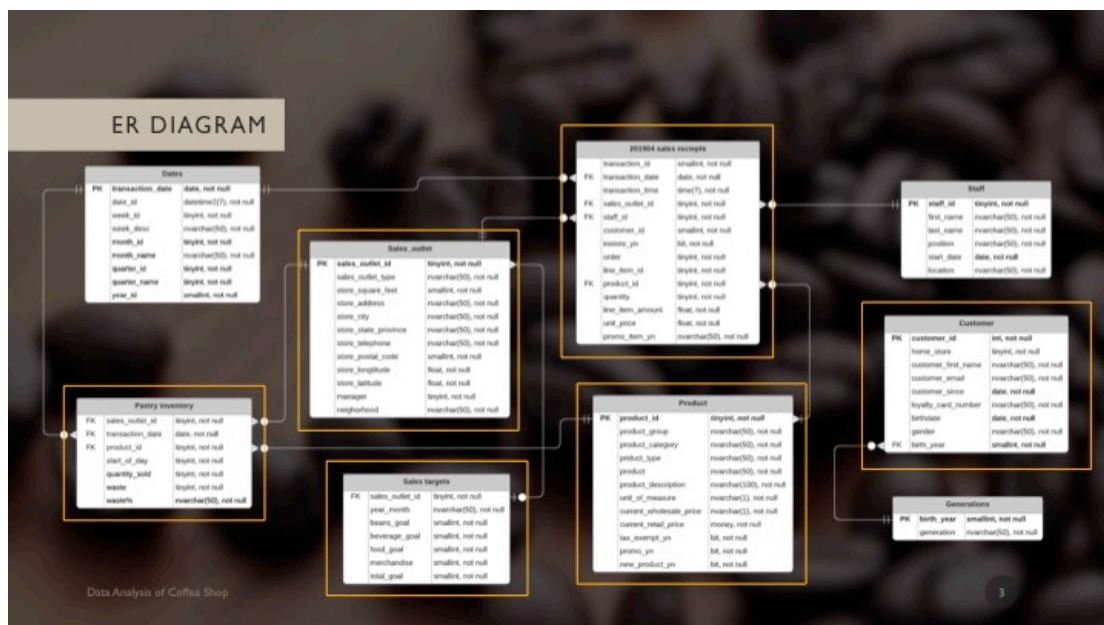 ER DIAGRAM
Dates
PK transaction_date date, not null
date_id datetime2(7), not null
week_id tinyint, not null
week_desc nvarchar(50), not null
month_id tinyint, not null
month_name nvarchar(50), not null
quarter_id tinyint, not null
quarter_name tinyint, not null
year_id smallint, not null
201904 sales reciepts
transaction_id smallint, not null
FK transaction_date date, not null
transaction_time time(7), not null
FK sales_outlet_id tinyint, not null
FK staff_id tinyint, not null
customer_id smallint, not null
instore_yn bit, not null
order tinyint, not null
line_item_id tinyint, not null
FK product_id tinyint, not null
quantity tinyint, not null
line_item_amount float, not null
unit_price float, not null
promo_item_yn nvarchar(50), not null
Staff
PK staff_id tinyint, not null
first_name nvarchar(50), not null
last_name nvarchar(50), not null
position nvarchar(50), not null
start_date date, not null
location nvarchar(50), not null
Sales_outlet
PK sales_outlet_id tinyint, not null
sales_outlet_type nvarchar(50), not null
store_square_feet smallint, not null
store_address nvarchar(50), not null
store_city nvarchar(50), not null
store_state_province nvarchar(50), not null
store_telephone nvarchar(50), not null
store_postal_code smallint, not null
store_longtitude float, not null
store_latitude float, not null
manager tinyint, not null
neighorhood nvarchar(50), not null
Customer
PK customer_id int, not null
home_store tinyint, not null
customer_first_name nvarchar(50), not null
customer_email nvarchar(50), not null
customer_since date, not null
loyalty_card_number nvarchar(50), not null
birthdate date, not null
gender nvarchar(50), not null
FK birth_year smallint, not null
Pastry inventory
FK sales_outlet_id tinyint, not null
FK transaction_date date, not null
FK product_id tinyint, not null
start_of_day tinyint, not null
quantity_sold tinyint, not null
waste tinyint, not null
waste% nvarchar(50), not null
Product
PK product_id tinyint, not null
product_group nvarchar(50), not null
product_category nvarchar(50), not null
priduct_type nvarchar(50), not null
product nvarchar(50), not null
product_description nvarchar(100), not null
unit_of_measure nvarchar(1), not null
current_wholesale_price nvarchar(1), not null
current_retail_price money, not null
tax_exempt_yn bit, not null
promo_yn bit, not null
new_product_yn bit, not null
Sales targets
FK sales_outlet_id tinyint, not null
year_month nvarchar(50), not null
beans_goal smallint, not null
beverage_goal smallint, not null
food_goal smallint, not null
merchandise smallint, not null
total_goal smallint, not null
Generations
PK birth_year smallint, not null
generation nvarchar(50), not null
Data Analysis of Coffee Shop
3